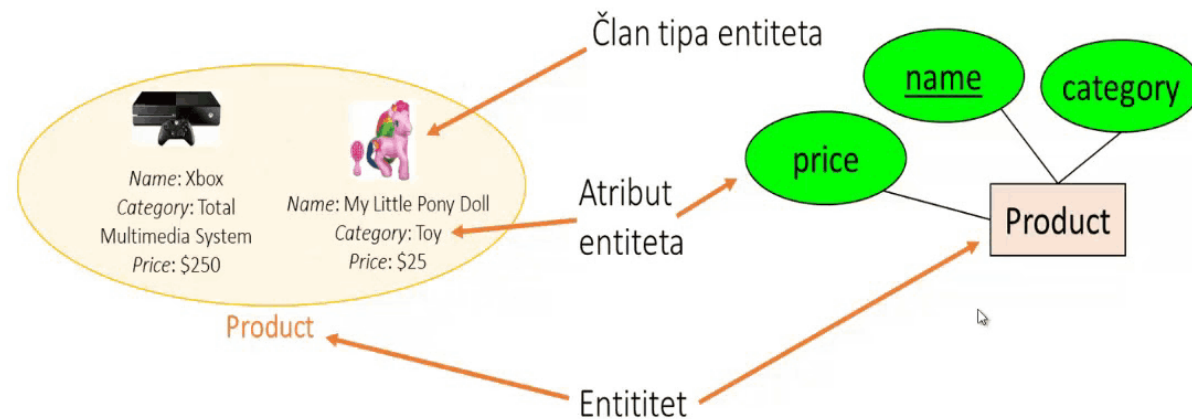 Član tipa entiteta
name
category
price
Product
Name: Xbox
Category: Total
Multimedia System
Price: $250
Name: My Little Pony Doll
Category: Toy
Price: $25
Atribut
entiteta
Product
Entititet